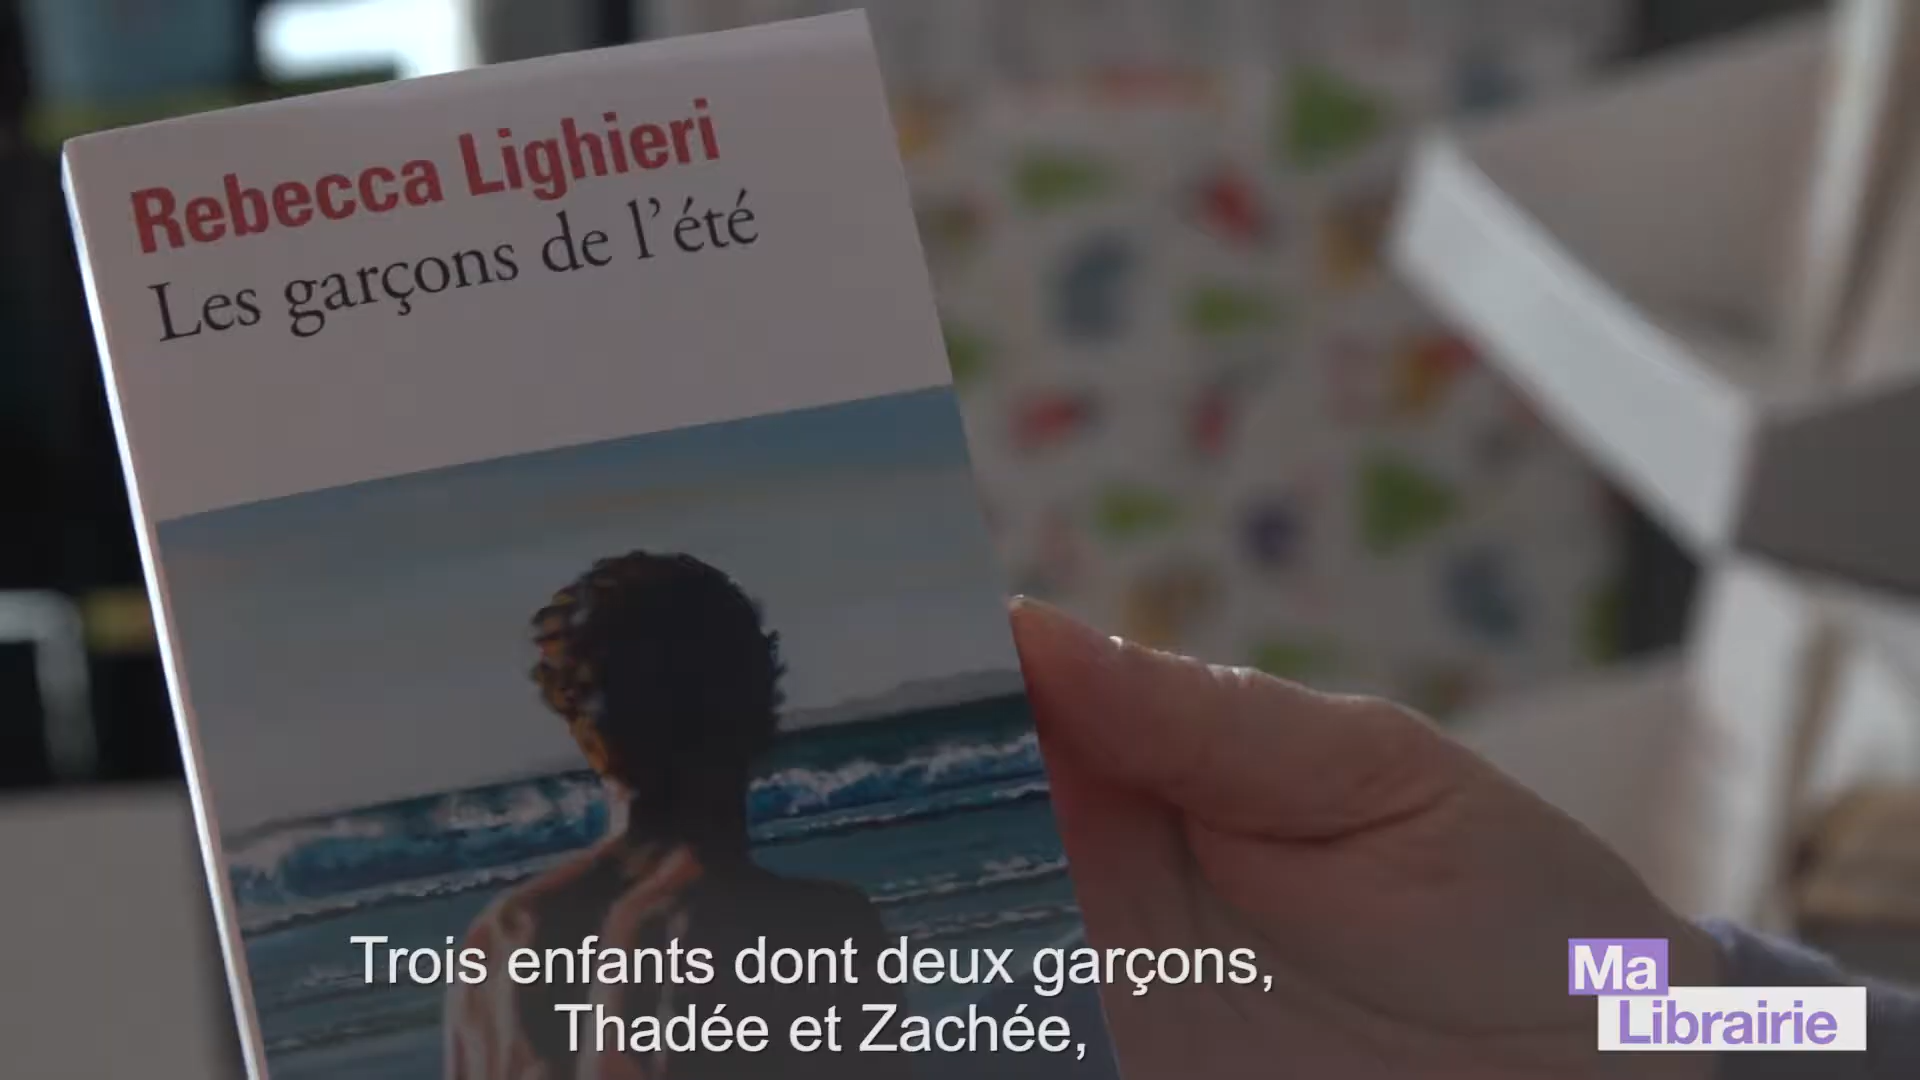 Rebecca Lighieri
Les garçons de l'été
Trois enfants dont deux garçons,
Thadée et Zachée,
Ma
Librairie